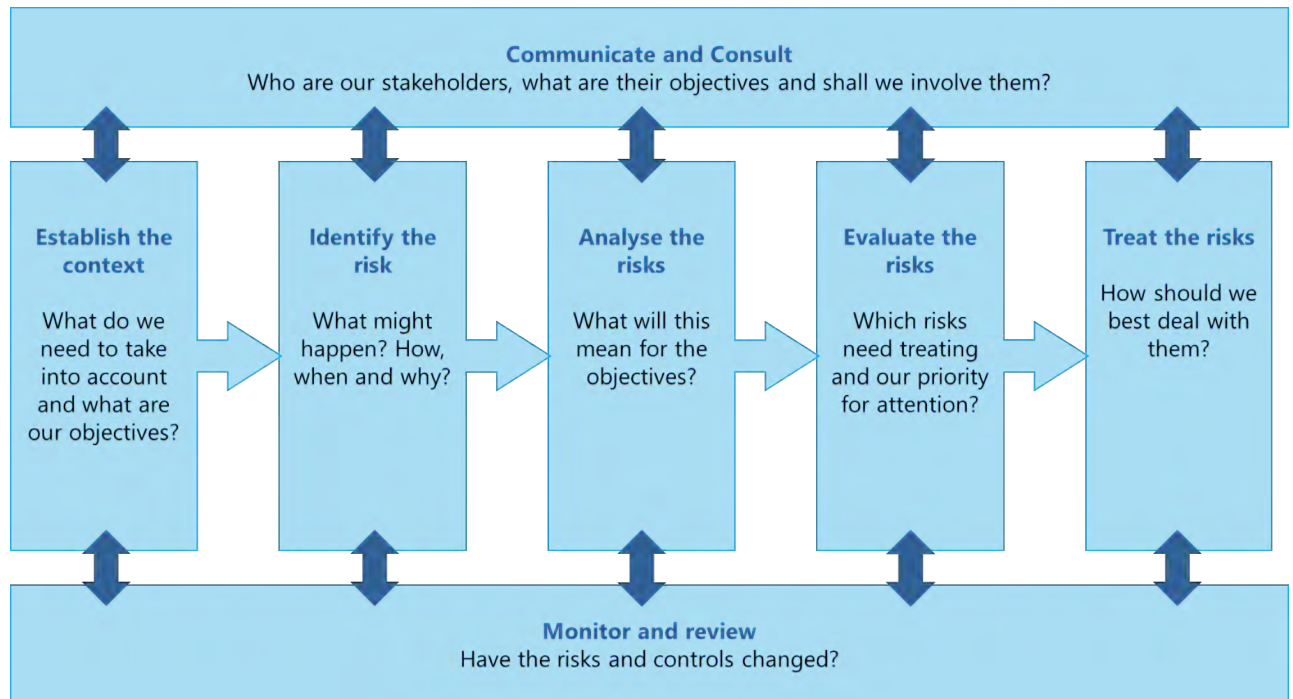 Communicate and Consult
Who are our stakeholders, what are their objectives and shall we involve them?
Establish the
context
What do we
need to take
into account
and what are
our objectives?
Identify the
risk
What might
happen? How,
when and why?
Analyse the
risks
What will this
mean for the
objectives?
Evaluate the
risks
Which risks
need treating
and our priority
for attention?
Treat the risks
How should we
best deal with
them?
Monitor and review
Have the risks and controls changed?